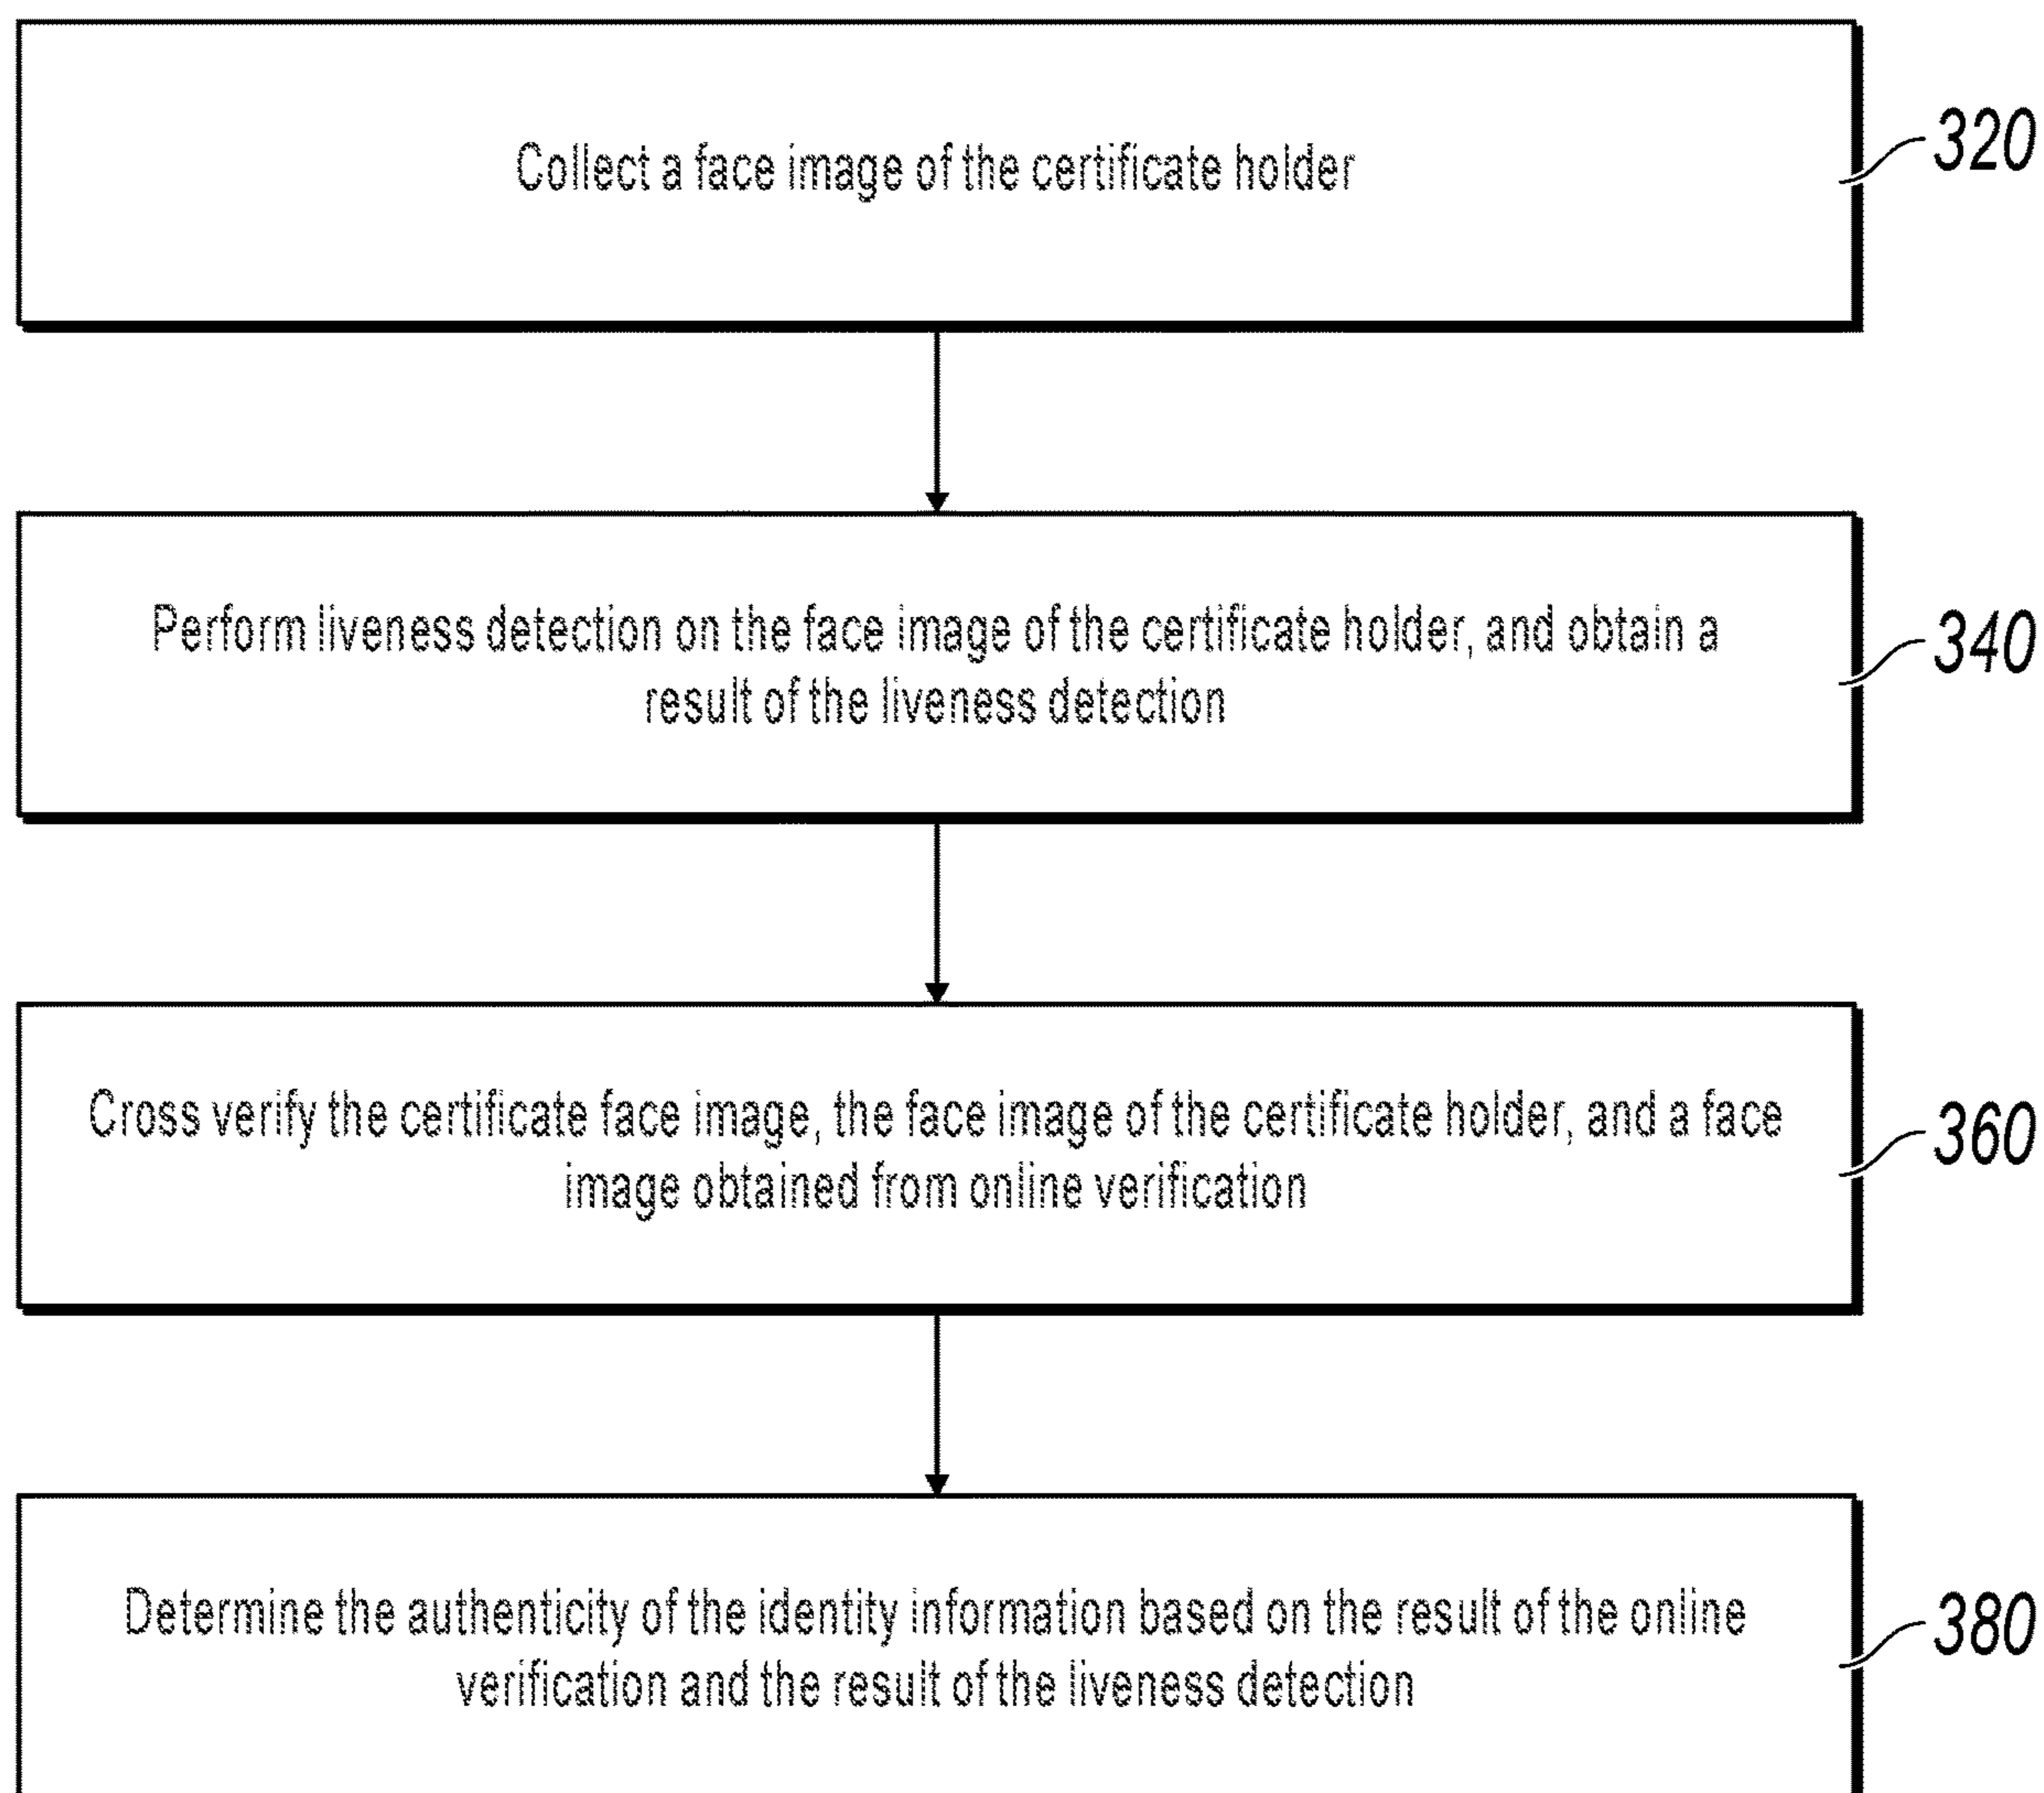 Collect a face image of the certificate holder
320
Perform liveness detection on the face image of the certificate holder, and obtain a
result of the liveness detection
340
Cross verify the certificate face image, the face image of the certificate holder, and a face
image obtained from online verification
360
Determine the authenticity of the identity information based on the result of the online
verification and the result of the liveness detection
380